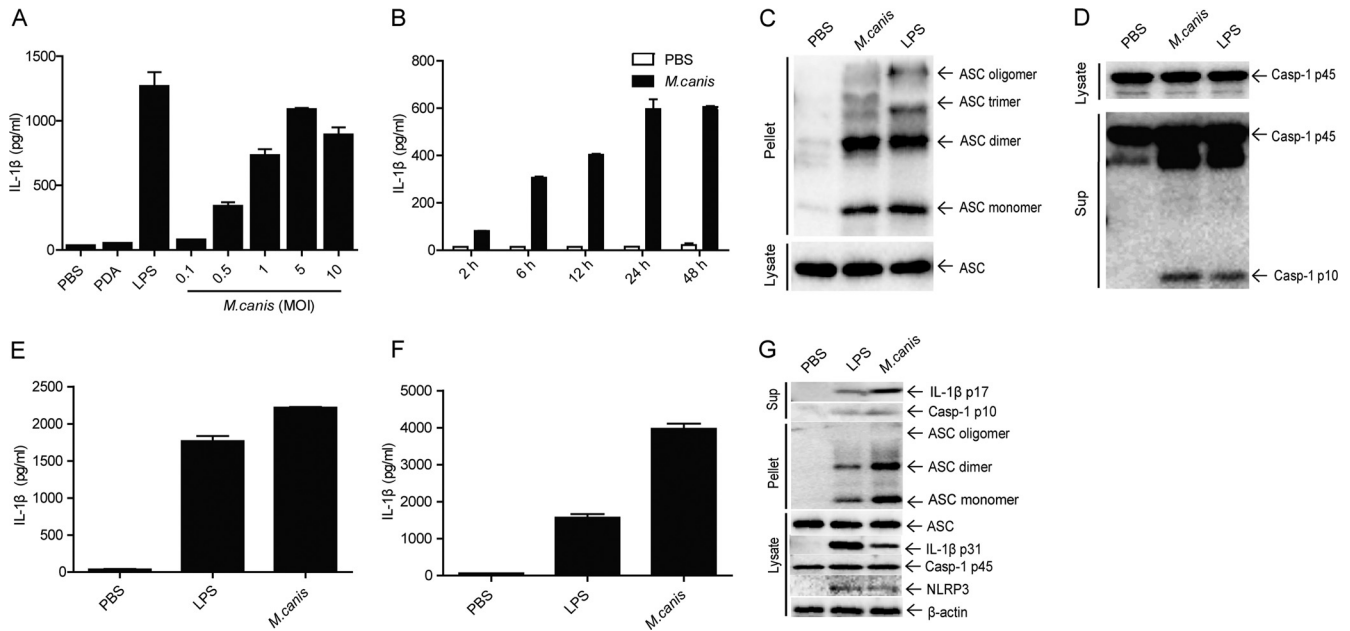 A
IL-1β (pg/ml)
1500
1000
500
0
PBS
PDA
LPS
0.1
0.5
1
5
10
M.canis (MOI)
B
IL-1β (pg/ml)
800
600
400
200
0
2 h
6 h
12 h
24 h
48 h
PBS
M.canis
C
PBS
M.canis
LPS
Pellet
ASC oligomer
ASC trimer
ASC dimer
ASC monomer
Lysate
ASC
D
PBS
M.canis
LPS
Lysate
Casp-1 p45
Sup
Casp-1 p45
Casp-1 p10
E
IL-1β (pg/ml)
2500
2000
1500
1000
500
0
PBS
LPS
M.canis
F
IL-1β (pg/ml)
5000
4000
3000
2000
1000
0
PBS
LPS
M.canis
G
PBS
LPS
M.canis
Sup
IL-1β p17
Casp-1 p10
Pellet
ASC oligomer
ASC dimer
ASC monomer
Lysate
ASC
IL-1β p31
Casp-1 p45
NLRP3
β-actin